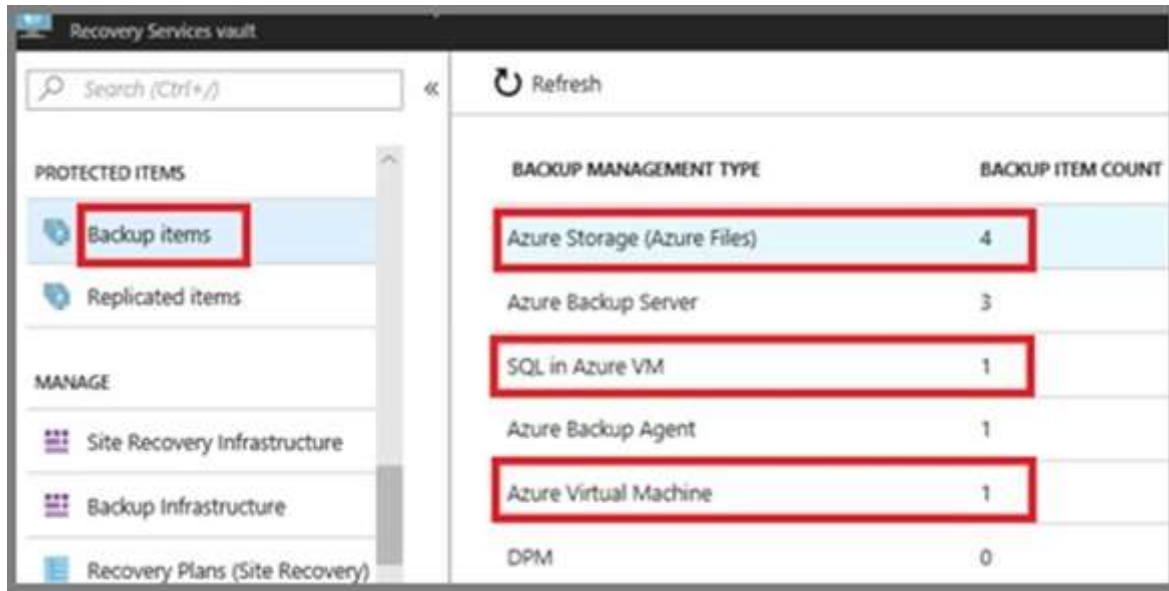 Recovery Services vault
Search (Ctrl+/)
«
Refresh
PROTECTED ITEMS
Backup items
Replicated items
MANAGE
Site Recovery Infrastructure
Backup Infrastructure
Recovery Plans (Site Recovery)
BACKUP MANAGEMENT TYPE BACKUP ITEM COUNT
Azure Storage (Azure Files) 4
Azure Backup Server 3
SQL in Azure VM 1
Azure Backup Agent 1
Azure Virtual Machine 1
DPM 0